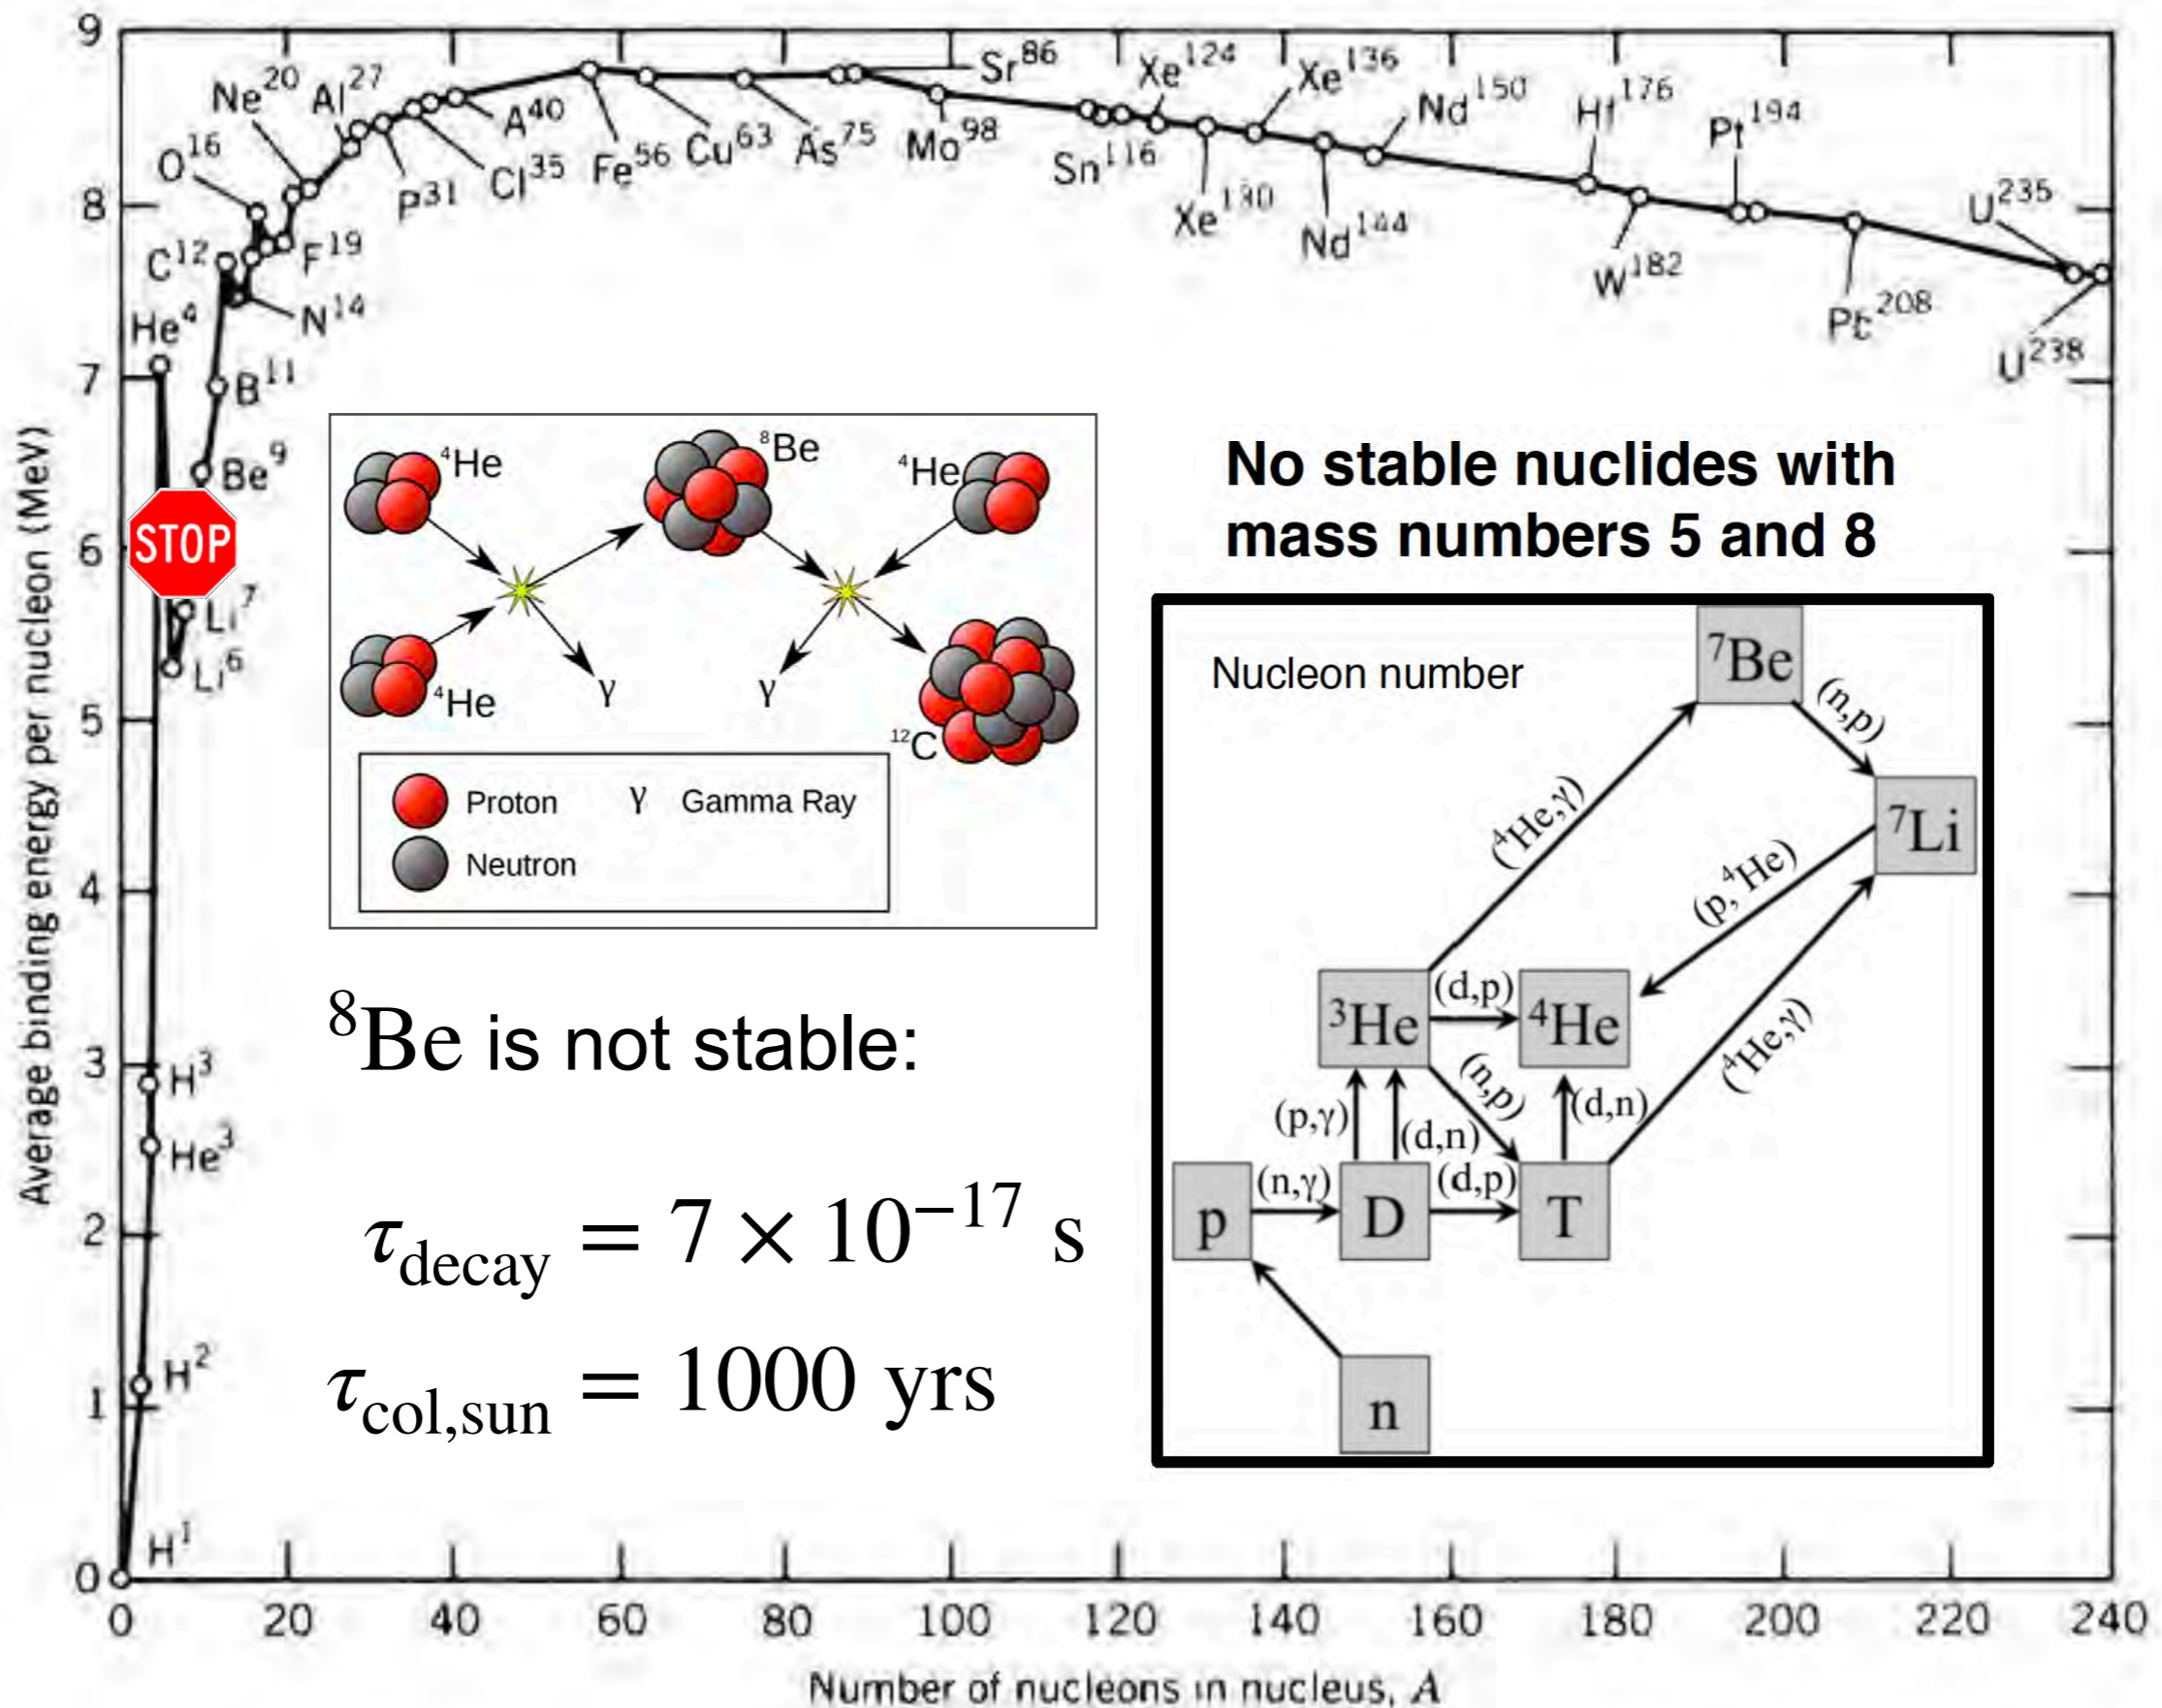 Average binding energy per nucleon (MeV)
9
8
7
6
5
4
3
2
1
0
0 20 40 60 80 100 120 140 160 180 200 220 240
Number of nucleons in nucleus, A
H¹
H²
He³
H³
He⁴
Li⁶
Li⁷
STOP
Be⁹
B¹¹
C¹²
N¹⁴
O¹⁶
F¹⁹
Ne²⁰
Al²⁷
P³¹
Cl³⁵
A⁴⁰
Fe⁵⁶
Cu⁶³
As⁷⁵
Sr⁸⁶
Mo⁹⁸
Sn¹¹⁶
Xe¹²⁴
Xe¹³⁰
Xe¹³⁶
Nd¹⁴⁴
Nd¹⁵⁰
Hf¹⁷⁶
W¹⁸²
Pt¹⁹⁴
Pt²⁰⁸
U²³⁵
U²³⁸
⁴He
⁸Be
⁴He
⁴He
γ
γ
¹²C
Proton
γ Gamma Ray
Neutron
⁸Be is not stable:
τ_decay = 7 × 10⁻¹⁷ s
τ_col,sun = 1000 yrs
No stable nuclides with
mass numbers 5 and 8
Nucleon number
⁷Be
(n,p)
⁷Li
(⁴He,γ)
(p,⁴He)
³He
(d,p)
⁴He
(n,p)
(⁴He,γ)
(p,γ)
(d,n)
(d,n)
p
(n,γ)
D
(d,p)
T
n